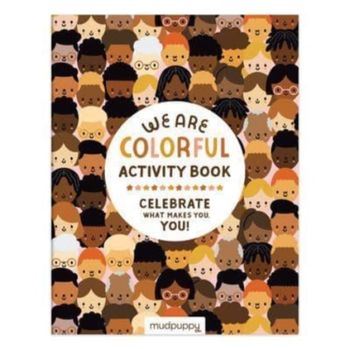 WE ARE
COLORFUL
ACTIVITY BOOK
CELEBRATE
WHAT MAKES YOU,
YOU!
mudpuppy